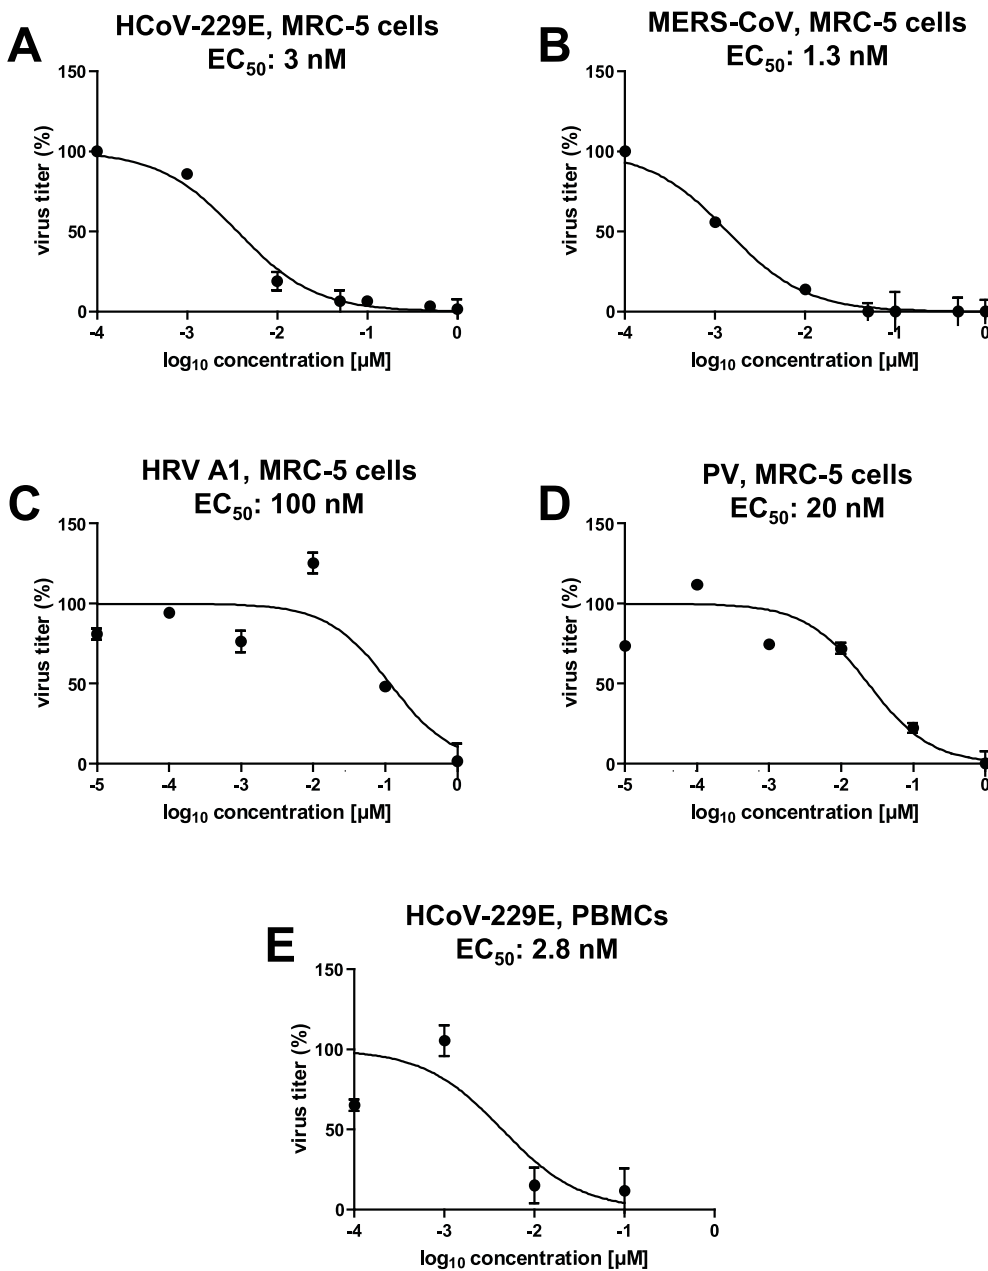 A
HCoV-229E, MRC-5 cells
EC₅₀: 3 nM
150
100
50
0
virus titer (%)
-4 -3 -2 -1 0
log₁₀ concentration [µM]
B
MERS-CoV, MRC-5 cells
EC₅₀: 1.3 nM
150
100
50
0
virus titer (%)
-4 -3 -2 -1 0
log₁₀ concentration [µM]
C
HRV A1, MRC-5 cells
EC₅₀: 100 nM
150
100
50
0
virus titer (%)
-5 -4 -3 -2 -1 0
log₁₀ concentration [µM]
D
PV, MRC-5 cells
EC₅₀: 20 nM
150
100
50
0
virus titer (%)
-5 -4 -3 -2 -1 0
log₁₀ concentration [µM]
E
HCoV-229E, PBMCs
EC₅₀: 2.8 nM
150
100
50
0
virus titer (%)
-4 -3 -2 -1 0
log₁₀ concentration [µM]